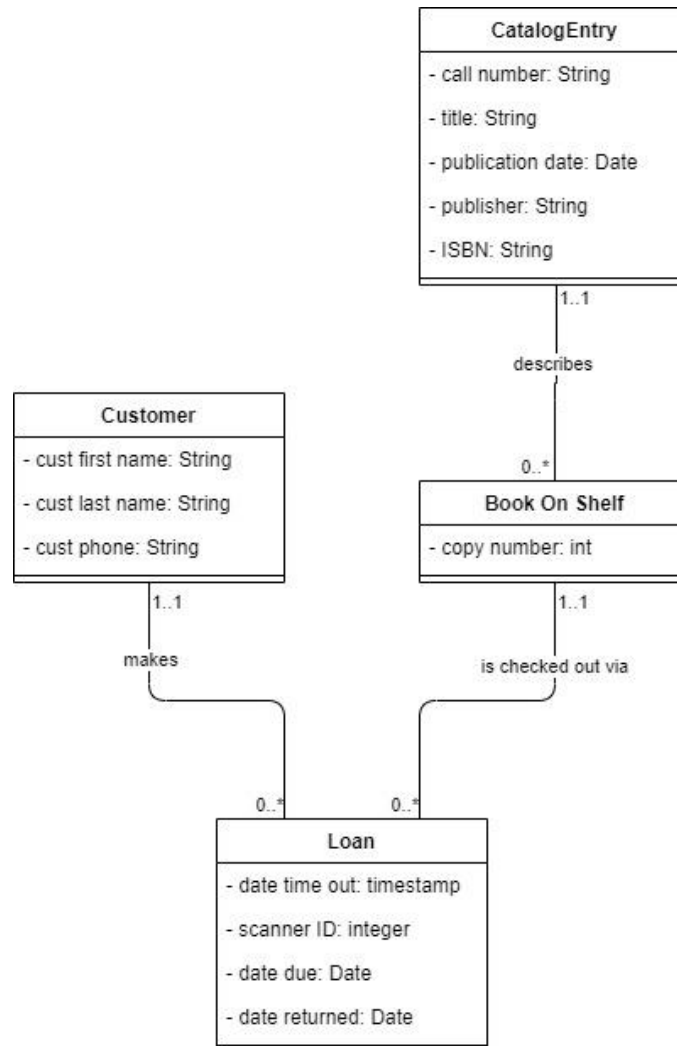 CatalogEntry
- call number: String
- title: String
- publication date: Date
- publisher: String
- ISBN: String
1..1
describes
0..*
Customer
- cust first name: String
- cust last name: String
- cust phone: String
1..1
makes
0..*
Book On Shelf
- copy number: int
1..1
is checked out via
0..*
Loan
- date time out: timestamp
- scanner ID: integer
- date due: Date
- date returned: Date